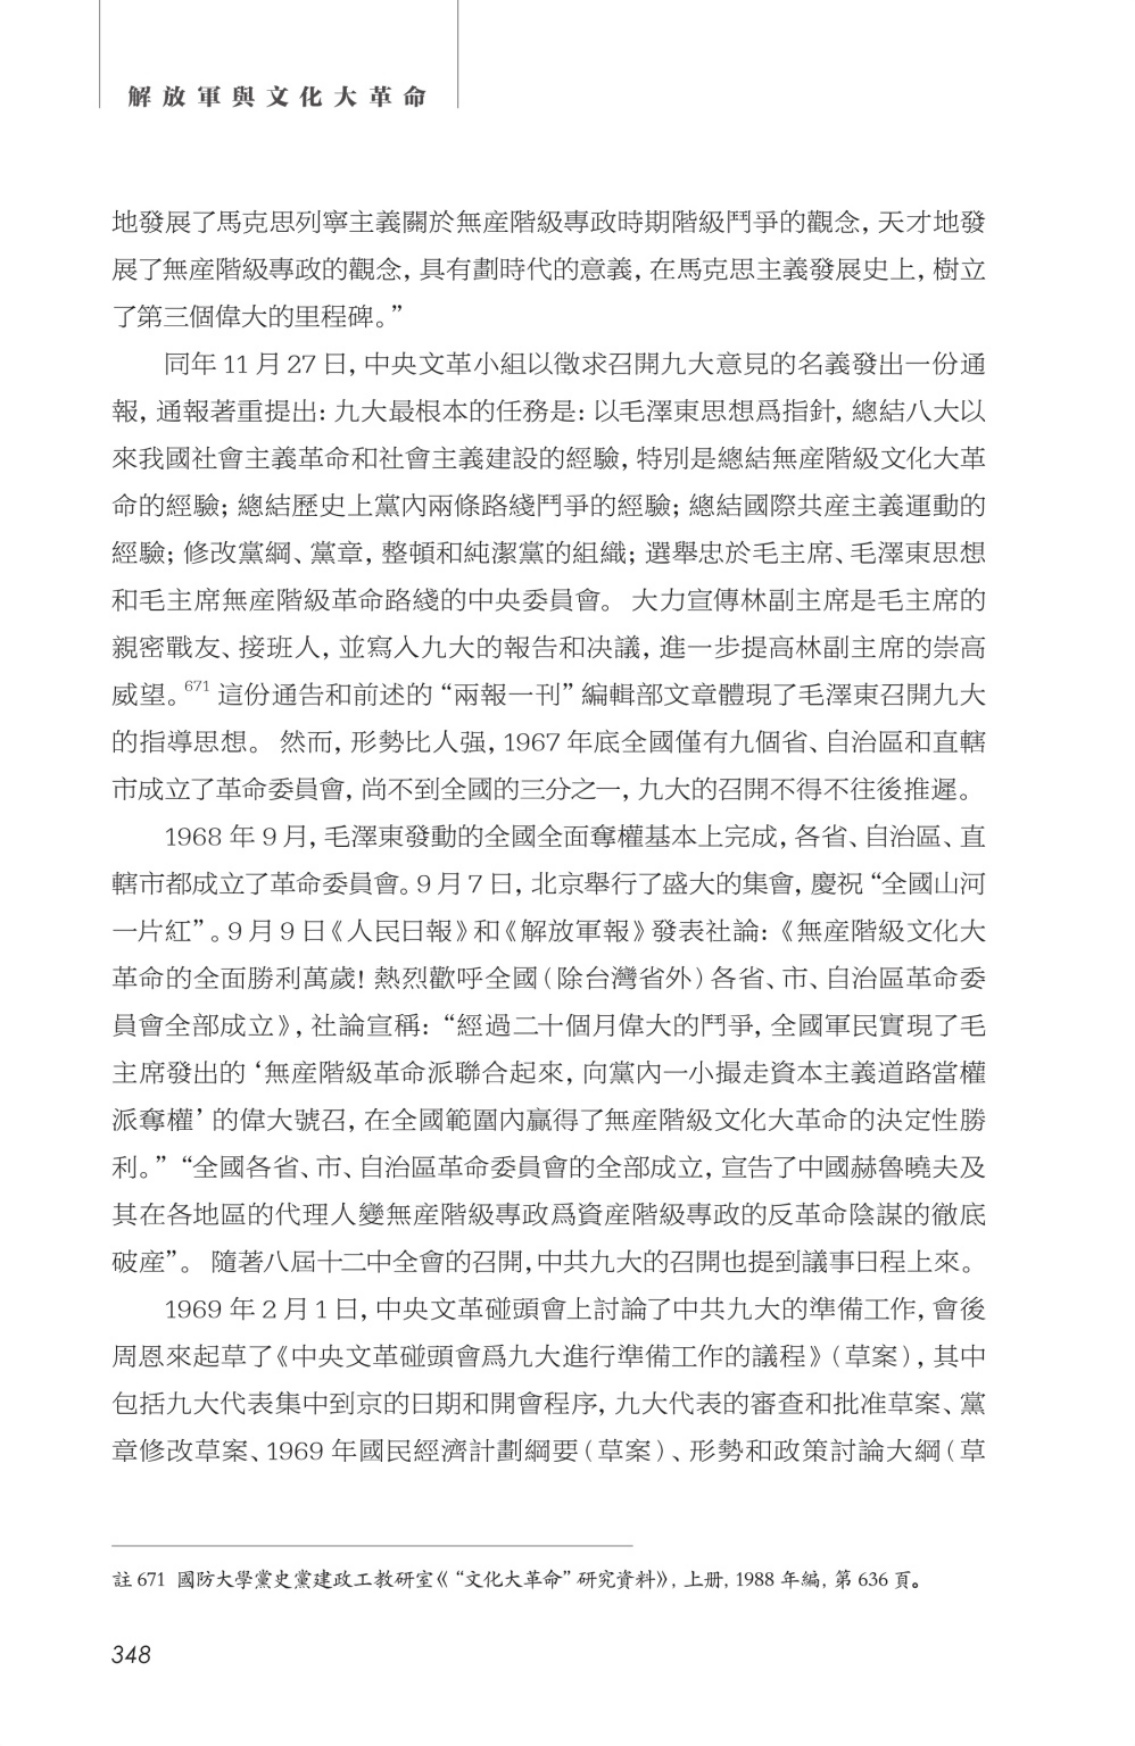 解放軍與文化大革命
地發展了馬克思列寧主義關於無産階級專政時期階級鬥爭的觀念，天才地發
展了無産階級專政的觀念，具有劃時代的意義，在馬克思主義發展史上，樹立
了第三個偉大的里程碑。”
同年 11 月 27 日，中央文革小組以徵求召開九大意見的名義發出一份通
報，通報著重提出：九大最根本的任務是：以毛澤東思想爲指針，總結八大以
來我國社會主義革命和社會主義建設的經驗，特別是總結無産階級文化大革
命的經驗；總結歷史上黨內兩條路綫鬥爭的經驗；總結國際共産主義運動的
經驗；修改黨綱、黨章，整頓和純潔黨的組織；選舉忠於毛主席、毛澤東思想
和毛主席無産階級革命路綫的中央委員會。 大力宣傳林副主席是毛主席的
親密戰友、接班人，並寫入九大的報告和決議，進一步提高林副主席的崇高
威望。671 這份通告和前述的 “兩報一刊” 編輯部文章體現了毛澤東召開九大
的指導思想。 然而，形勢比人强，1967 年底全國僅有九個省、自治區和直轄
市成立了革命委員會，尚不到全國的三分之一，九大的召開不得不往後推遲。
1968 年 9 月，毛澤東發動的全國全面奪權基本上完成，各省、自治區、直
轄市都成立了革命委員會。9 月 7 日，北京舉行了盛大的集會，慶祝 “全國山河
一片紅”。9 月 9 日《人民日報》和《解放軍報》發表社論：《無産階級文化大
革命的全面勝利萬歲！熱烈歡呼全國（除台灣省外）各省、市、自治區革命委
員會全部成立》，社論宣稱：“經過二十個月偉大的鬥爭，全國軍民實現了毛
主席發出的 ‘無産階級革命派聯合起來，向黨內一小撮走資本主義道路當權
派奪權’ 的偉大號召，在全國範圍內贏得了無産階級文化大革命的決定性勝
利。” “全國各省、市、自治區革命委員會的全部成立，宣告了中國赫魯曉夫及
其在各地區的代理人變無産階級專政爲資産階級專政的反革命陰謀的徹底
破産”。 隨著八屆十二中全會的召開，中共九大的召開也提到議事日程上來。
1969 年 2 月 1 日，中央文革碰頭會上討論了中共九大的準備工作，會後
周恩來起草了《中央文革碰頭會爲九大進行準備工作的議程》（草案），其中
包括九大代表集中到京的日期和開會程序，九大代表的審查和批准草案、黨
章修改草案、1969 年國民經濟計劃綱要（草案）、形勢和政策討論大綱（草
註 671 國防大學黨史黨建政工教研室《 “文化大革命” 研究資料》，上册，1988 年編，第 636 頁。
348